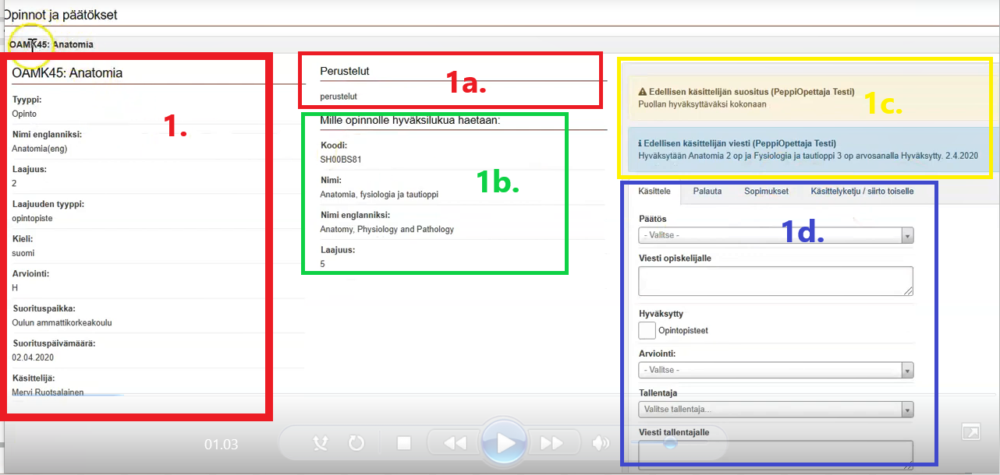 Opinnot ja päätökset
OAMK45: Anatomia
OAMK45: Anatomia
Tyyppi:
Opinto
Nimi englanniksi:
Anatomia(eng)
Laajuus:
2
Laajuuden tyyppi:
opintopiste
Kieli:
suomi
Arviointi:
H
Suorituspaikka:
Oulun ammattikorkeakoulu
Suorituspäivämäärä:
02.04.2020
Käsittelijä:
Mervi Ruotsalainen
1.
Perustelut
perustelut
1a.
Mille opinnolle hyväksilukua haetaan:
Koodi:
SH00BS81
Nimi:
Anatomia, fysiologia ja tautioppi
Nimi englanniksi:
Anatomy, Physiology and Pathology
Laajuus:
5
1b.
Edellisen käsittelijän suositus (PeppiOpettaja Testi)
Puollan hyväksyttäväksi kokonaan
1c.
Edellisen käsittelijän viesti (PeppiOpettaja Testi)
Hyväksytään Anatomia 2 op ja Fysiologia ja tautioppi 3 op arvosanalla Hyväksytty. 2.4.2020
Käsittele Palauta Sopimukset Käsittelyketju / siirto toiselle
Päätös
- Valitse -
1d.
Viesti opiskelijalle
Hyväksytty
Opintopisteet
Arviointi:
- Valitse -
Tallentaja
Valitse tallentaja...
Viesti tallentajalle
01.03